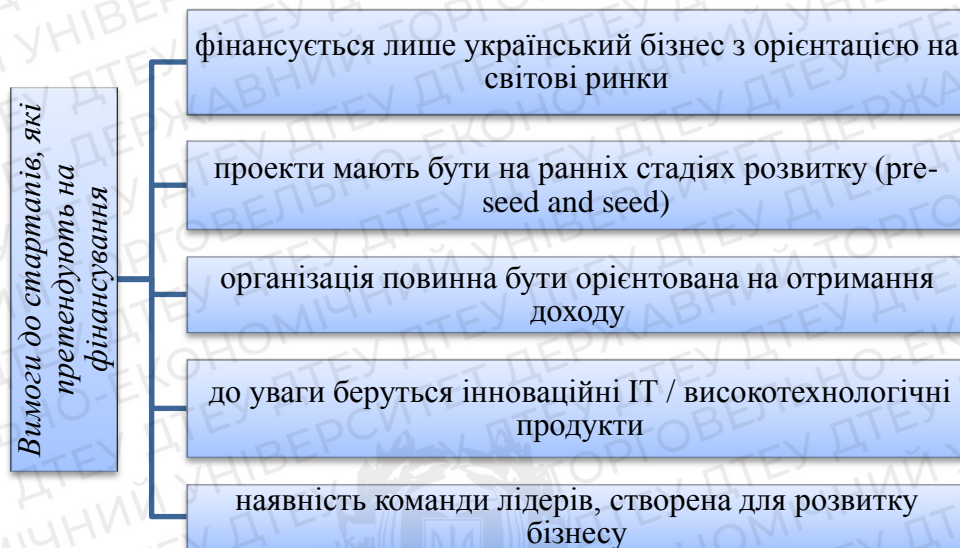 Вимоги до стартапів, які
претендують на
фінансування
фінансується лише український бізнес з орієнтацією на
світові ринки
проекти мають бути на ранніх стадіях розвитку (pre-
seed and seed)
організація повинна бути орієнтована на отримання
доходу
до уваги беруться інноваційні ІТ / високотехнологічні
продукти
наявність команди лідерів, створена для розвитку
бізнесу